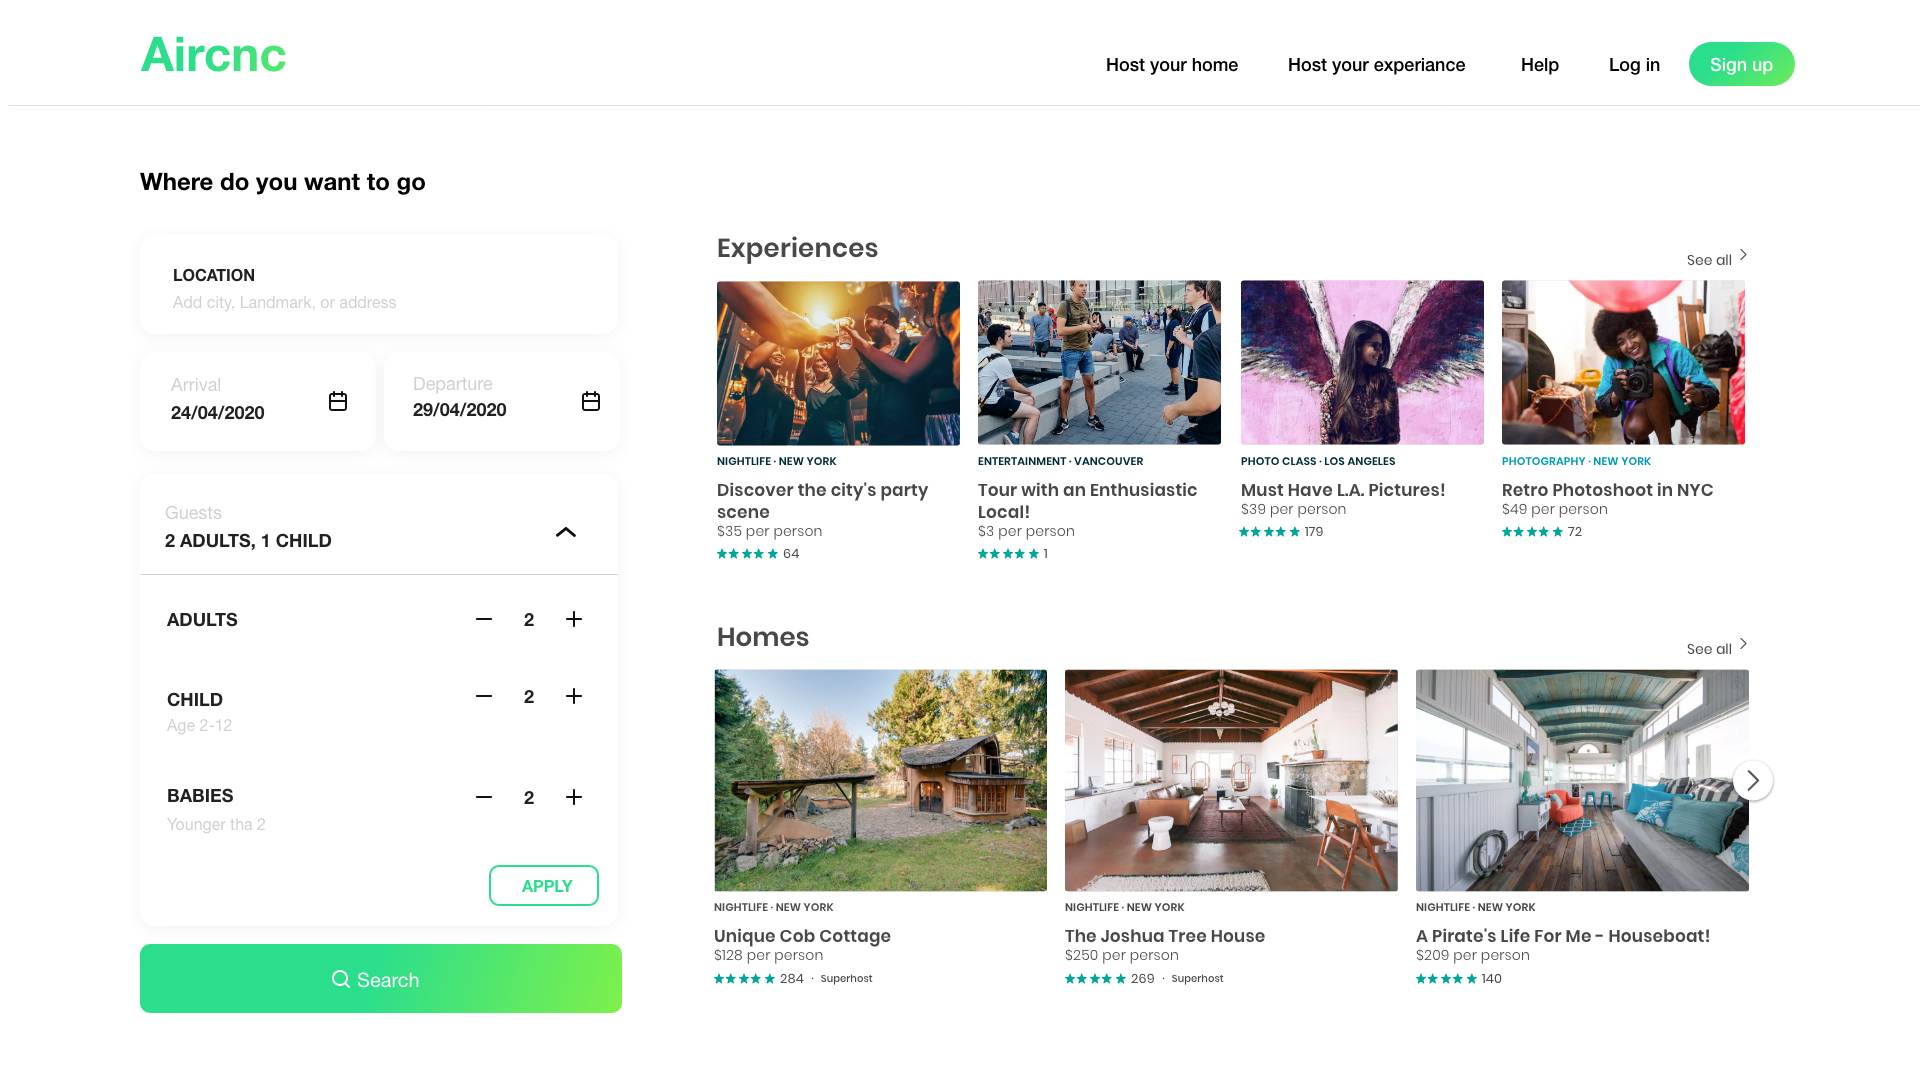 Aircnc
Host your home
Host your experiance
Help
Log in
Sign up
Where do you want to go
LOCATION
Add city, Landmark, or address
Arrival
24/04/2020
Departure
29/04/2020
Guests
2 ADULTS, 1 CHILD
ADULTS
2
CHILD
2
Age 2-12
BABIES
2
Younger tha 2
APPLY
Search
Experiences
See all
NIGHTLIFE · NEW YORK
Discover the city's party
scene
$35 per person
64
ENTERTAINMENT · VANCOUVER
Tour with an Enthusiastic
Local!
$3 per person
1
PHOTO CLASS · LOS ANGELES
Must Have L.A. Pictures!
$39 per person
179
PHOTOGRAPHY · NEW YORK
Retro Photoshoot in NYC
$49 per person
72
Homes
See all
NIGHTLIFE · NEW YORK
Unique Cob Cottage
$128 per person
284 · Superhost
NIGHTLIFE · NEW YORK
The Joshua Tree House
$250 per person
269 · Superhost
NIGHTLIFE · NEW YORK
A Pirate's Life For Me - Houseboat!
$209 per person
140